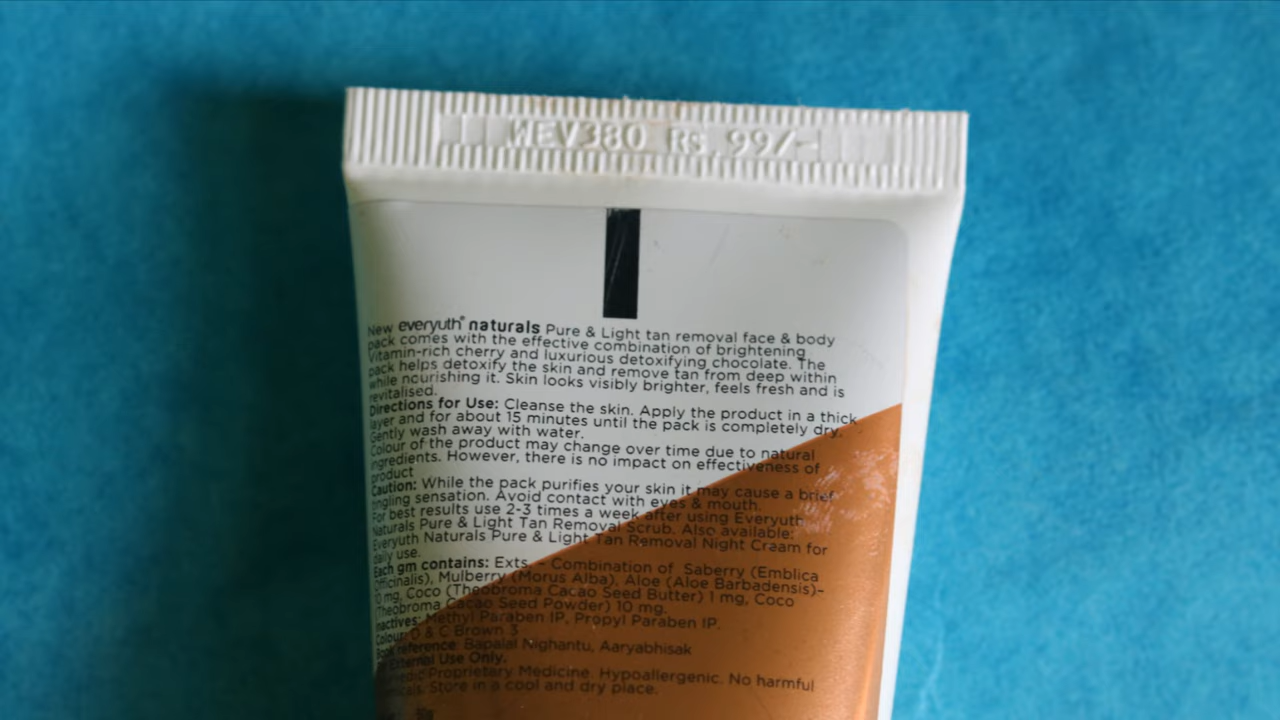 WEV380 Rs 99/-
New everyuth® naturals Pure & Light tan removal face & body
pack comes with the effective combination of brightening
Vitamin-rich cherry and luxurious detoxifying chocolate. The
pack helps detoxify the skin and remove tan from deep within
while nourishing it. Skin looks visibly brighter, feels fresh and is
revitalised.
Directions for Use: Cleanse the skin. Apply the product in a thick
layer and for about 15 minutes until the pack is completely dry.
Gently wash away with water.
Colour of the product may change over time due to natural
ingredients. However, there is no impact on effectiveness of
product
Caution: While the pack purifies your skin it may cause a brief
tingling sensation. Avoid contact with eyes & mouth.
For best results use 2-3 times a week after using Everyuth
Naturals Pure & Light Tan Removal Scrub. Also available:
Everyuth Naturals Pure & Light Tan Removal Night Craam for
daily use.
Each gm contains: Exts. - Combination of Saberry (Emblica
Officinalis), Mulberry (Morus Alba), Aloe (Aloe Barbadensis)-
10 mg, Coco (Theobroma Cacao Seed Butter) 1 mg, Coco
(Theobroma Cacao Seed Powder) 10 mg.
Inactives: Methyl Paraben IP, Propyl Paraben IP.
Colour: D & C Brown 3
Book reference: Bapalal Nighantu, Aaryabhisak
External Use Only.
Proprietary Medicine. Hypoallergenic. No harmful
Store in a cool and dry place.